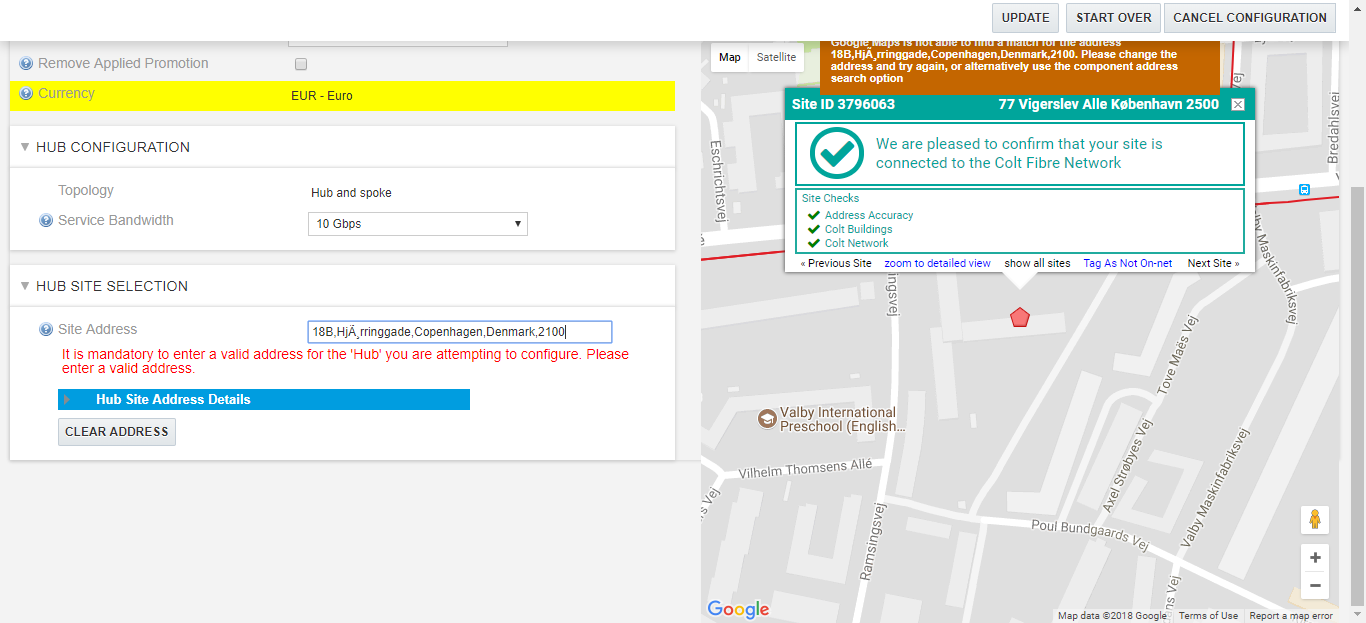 UPDATE
START OVER
CANCEL CONFIGURATION
Remove Applied Promotion
Currency
EUR - Euro
HUB CONFIGURATION
Topology
Hub and spoke
Service Bandwidth
10 Gbps
HUB SITE SELECTION
Site Address
18B,HjÃ¸rringgade,Copenhagen,Denmark,2100
It is mandatory to enter a valid address for the 'Hub' you are attempting to configure. Please
enter a valid address.
Hub Site Address Details
CLEAR ADDRESS
Map
Satellite
Google Maps is not able to find a match for the address
18B,HjÃ¸rringgade,Copenhagen,Denmark,2100. Please change the
address and try again, or alternatively use the component address
search option
Site ID 3796063
77 Vigerslev Alle København 2500
We are pleased to confirm that your site is
connected to the Colt Fibre Network
Site Checks
Address Accuracy
Colt Buildings
Colt Network
« Previous Site
zoom to detailed view
show all sites
Tag As Not On-net
Next Site »
Eschrichtsvej
Bredahlsvej
Valby Maskinfabriksvej
Tove Maës Vej
Valby International
Preschool (English...
Vilhelm Thomsens Allé
Axel Strøbyes Vej
Valby Maskinfabriksvej
Poul Bundgaards Vej
Ramsingsvej
Google
Map data ©2018 Google
Terms of Use
Report a map error